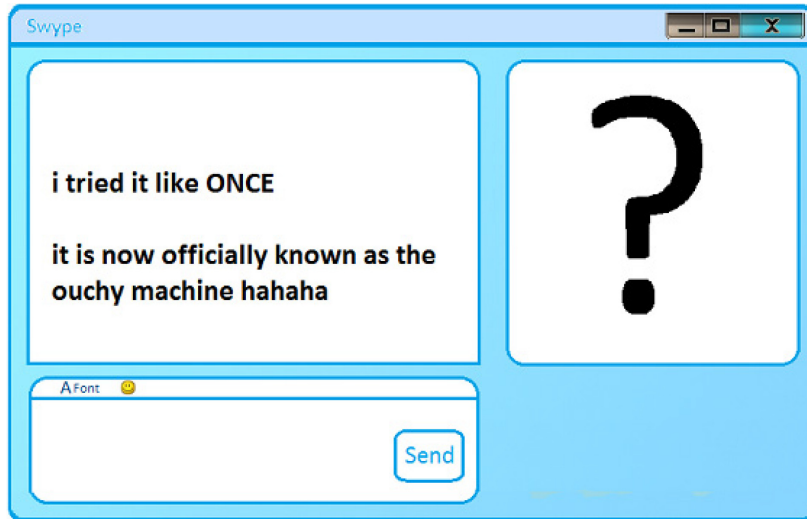 Swype
i tried it like ONCE
it is now officially known as the
ouchy machine hahaha
?
A Font
Send